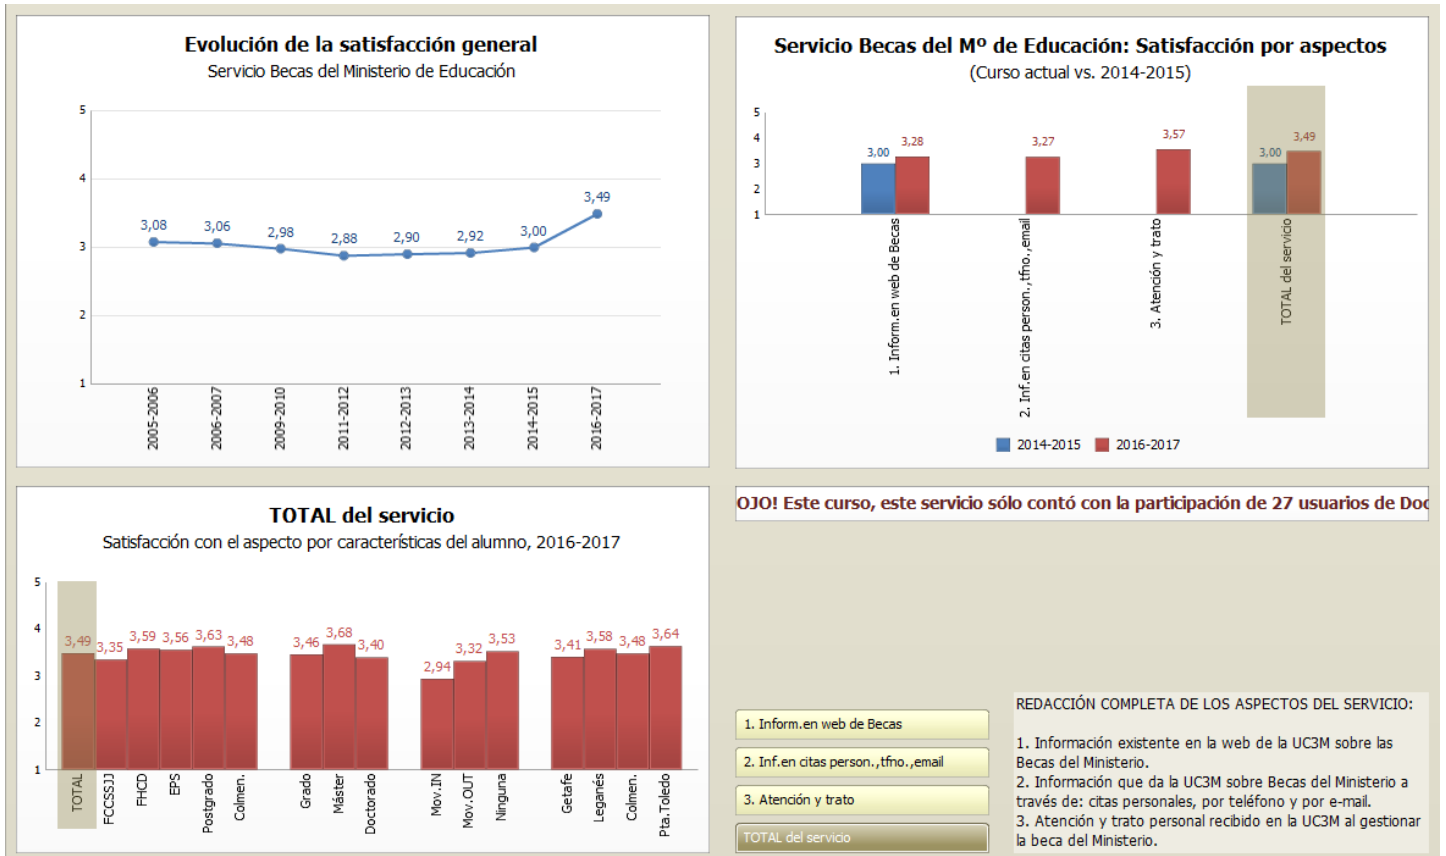 Evolución de la satisfacción general
Servicio Becas del Ministerio de Educación
5
4
3
2
1
3,08
3,06
2,98
2,88
2,90
2,92
3,00
3,49
2005-2006
2006-2007
2009-2010
2011-2012
2012-2013
2013-2014
2014-2015
2016-2017
Servicio Becas del Mº de Educación: Satisfacción por aspectos
(Curso actual vs. 2014-2015)
5
4
3
2
1
3,00
3,28
3,27
3,57
3,00
3,49
1. Inform.en web de Becas
2. Inf.en citas person.,tfno.,email
3. Atención y trato
TOTAL del servicio
2014-2015
2016-2017
TOTAL del servicio
Satisfacción con el aspecto por características del alumno, 2016-2017
5
4
3
2
1
3,49
3,35
3,59
3,56
3,63
3,48
3,46
3,68
3,40
2,94
3,32
3,53
3,41
3,58
3,48
3,64
TOTAL
FCCSSJJ
FHCD
EPS
Postgrado
Colmen.
Grado
Máster
Doctorado
Mov.IN
Mov.OUT
Ninguna
Getafe
Leganés
Colmen.
Pta.Toledo
OJO! Este curso, este servicio sólo contó con la participación de 27 usuarios de Doc
1. Inform.en web de Becas
2. Inf.en citas person.,tfno.,email
3. Atención y trato
TOTAL del servicio
REDACCIÓN COMPLETA DE LOS ASPECTOS DEL SERVICIO:
1. Información existente en la web de la UC3M sobre las
Becas del Ministerio.
2. Información que da la UC3M sobre Becas del Ministerio a
través de: citas personales, por teléfono y por e-mail.
3. Atención y trato personal recibido en la UC3M al gestionar
la beca del Ministerio.